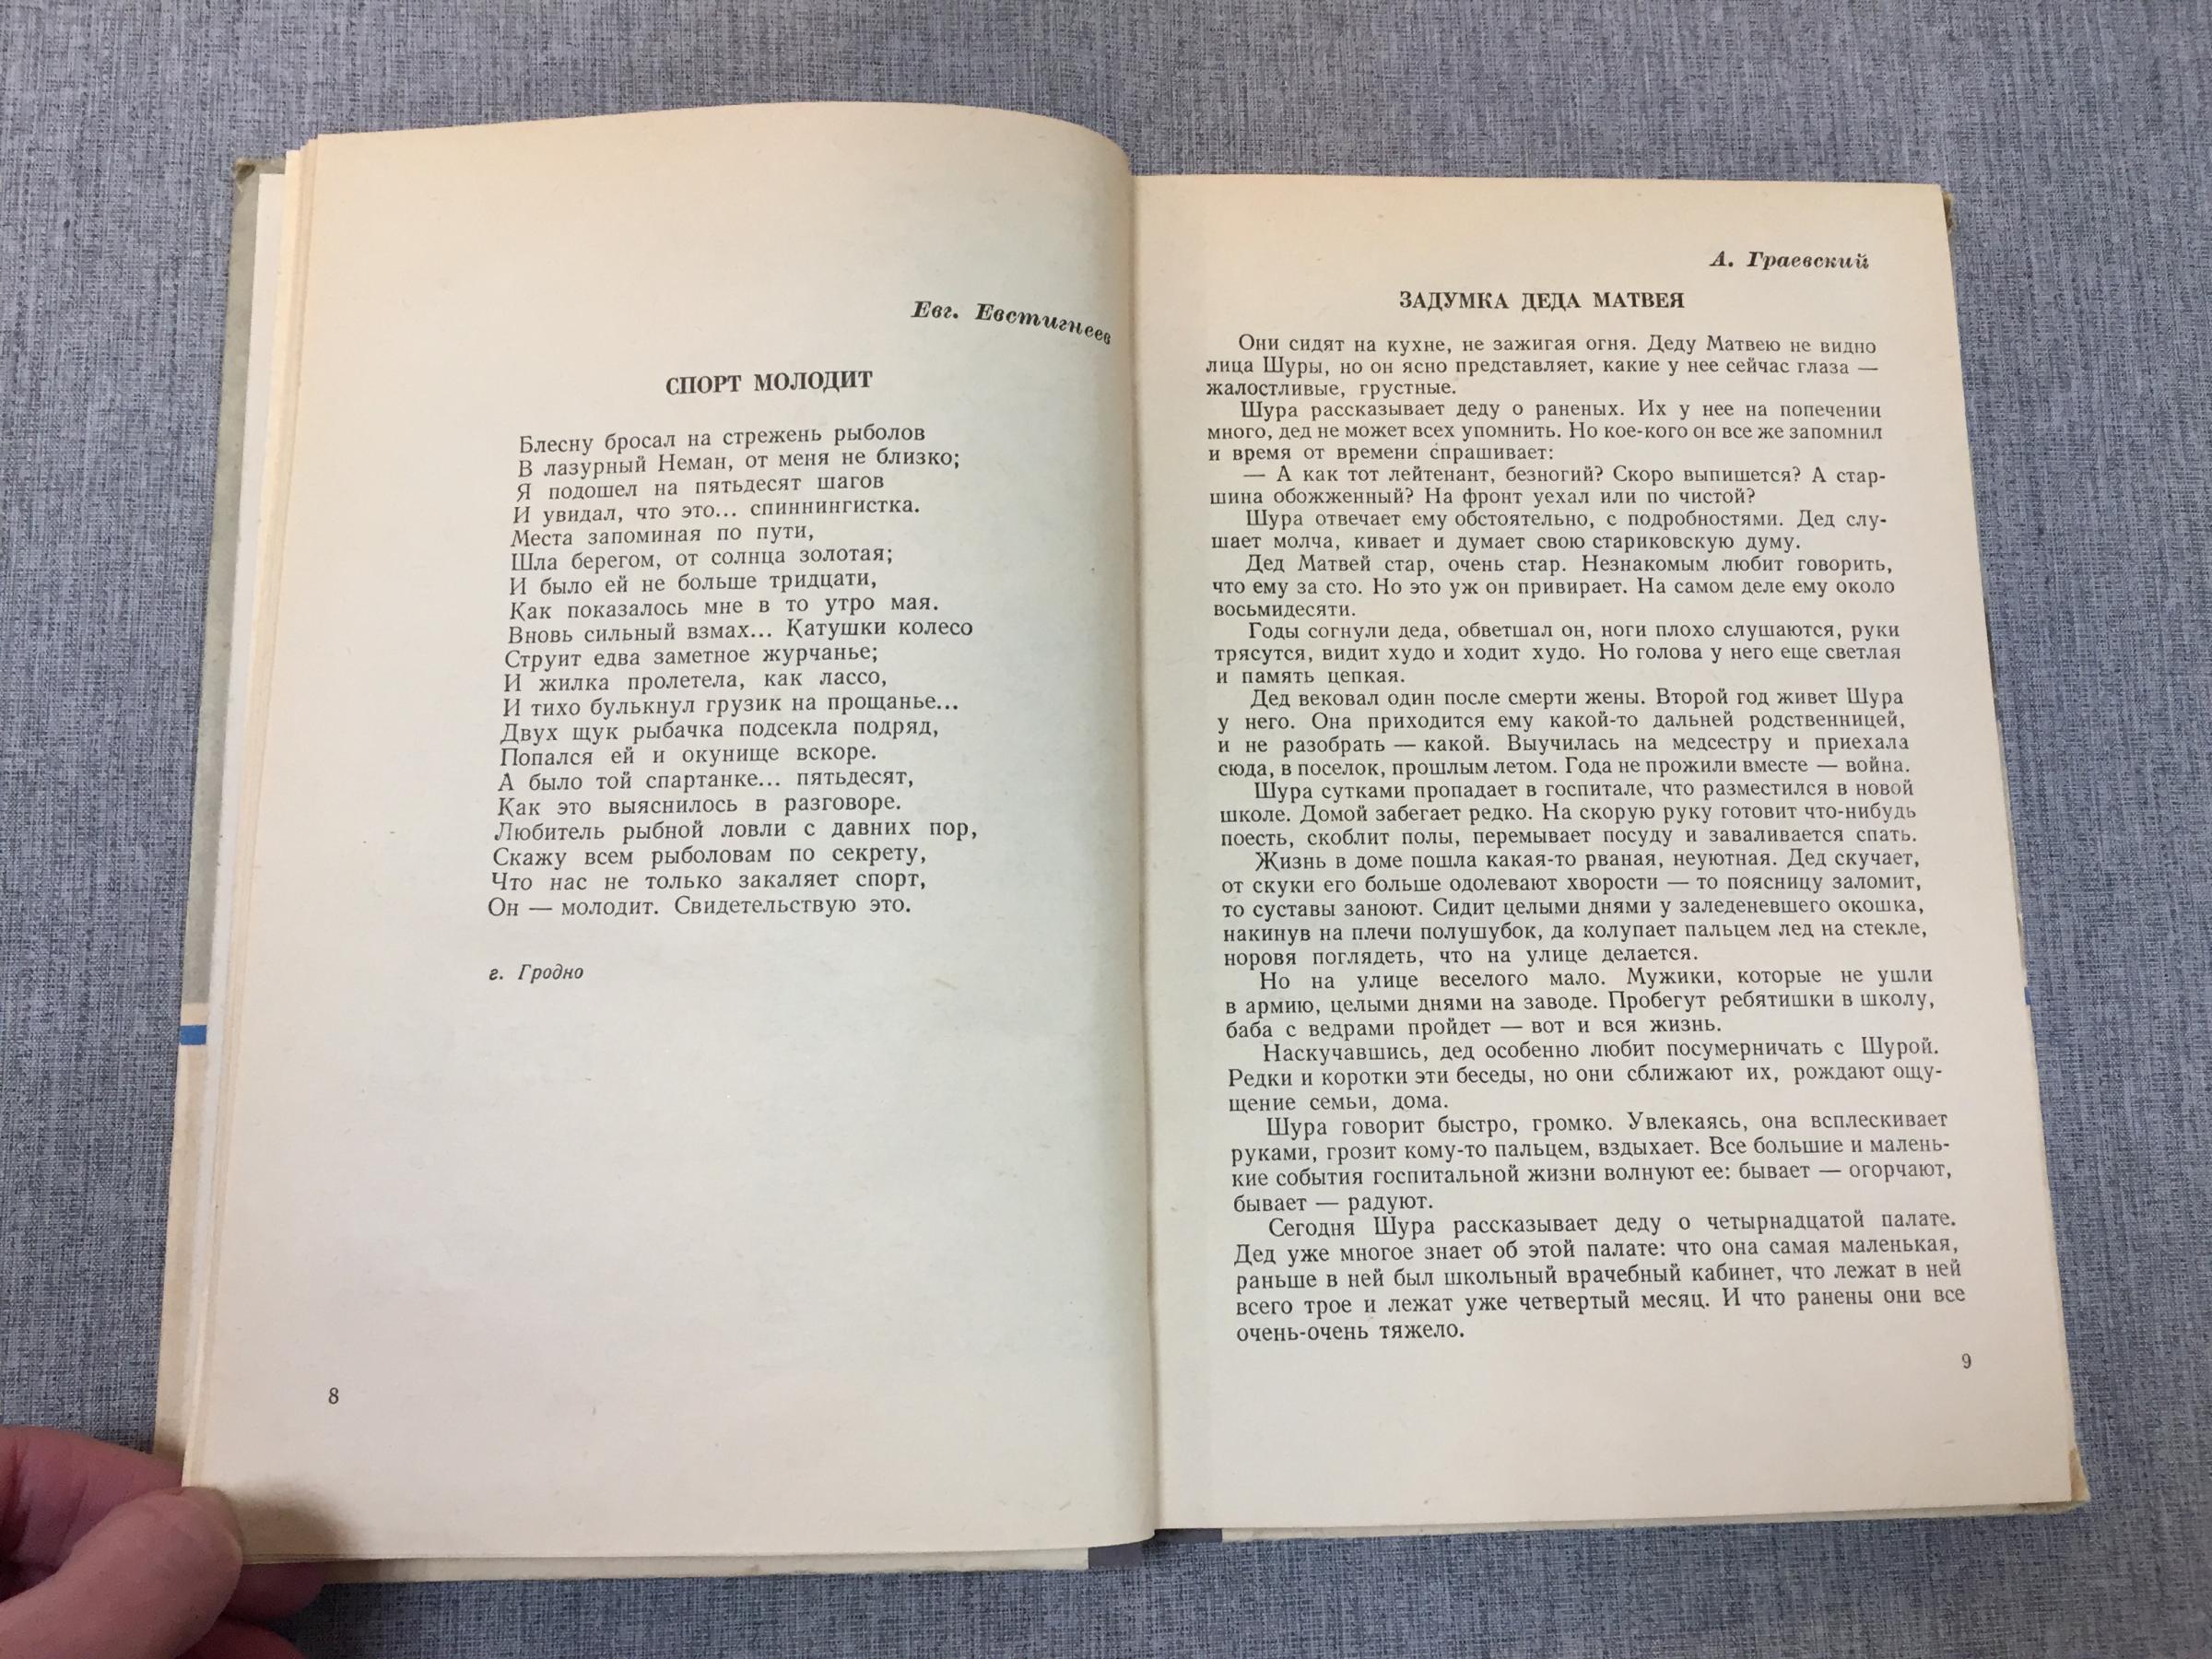 Евг. Евстигнеев
СПОРТ МОЛОДИТ
Блесну бросал на стрежень рыболов
В лазурный Неман, от меня не близко;
Я подошел на пятьдесят шагов
И увидал, что это... спиннингистка.
Места запоминая по пути,
Шла берегом, от солнца золотая;
И было ей не больше тридцати,
Как показалось мне в то утро мая.
Вновь сильный взмах... Катушки колесо
Струит едва заметное журчанье;
И жилка пролетела, как лассо,
И тихо булькнул грузик на прощанье...
Двух щук рыбачка подсекла подряд,
Попался ей и окунище вскоре.
А было той спартанке... пятьдесят,
Как это выяснилось в разговоре.
Любитель рыбной ловли с давних пор,
Скажу всем рыболовам по секрету,
Что нас не только закаляет спорт,
Он — молодит. Свидетельствую это.
г. Гродно
8
А. Граевский
ЗАДУМКА ДЕДА МАТВЕЯ
Они сидят на кухне, не зажигая огня. Деду Матвею не видно
лица Шуры, но он ясно представляет, какие у нее сейчас глаза —
жалостливые, грустные.
Шура рассказывает деду о раненых. Их у нее на попечении
много, дед не может всех упомнить. Но кое-кого он все же запомнил
и время от времени спрашивает:
— А как тот лейтенант, безногий? Скоро выпишется? А стар-
шина обожженный? На фронт уехал или по чистой?
Шура отвечает ему обстоятельно, с подробностями. Дед слу-
шает молча, кивает и думает свою стариковскую думу.
Дед Матвей стар, очень стар. Незнакомым любит говорить,
что ему за сто. Но это уж он привирает. На самом деле ему около
восьмидесяти.
Годы согнули деда, обветшал он, ноги плохо слушаются, руки
трясутся, видит худо и ходит худо. Но голова у него еще светлая
и память цепкая.
Дед вековал один после смерти жены. Второй год живет Шура
у него. Она приходится ему какой-то дальней родственницей,
и не разобрать — какой. Выучилась на медсестру и приехала
сюда, в поселок, прошлым летом. Года не прожили вместе — война.
Шура сутками пропадает в госпитале, что разместился в новой
школе. Домой забегает редко. На скорую руку готовит что-нибудь
поесть, скоблит полы, перемывает посуду и заваливается спать.
Жизнь в доме пошла какая-то рваная, неуютная. Дед скучает,
от скуки его больше одолевают хворости — то поясницу заломит,
то суставы заноют. Сидит целыми днями у заледеневшего окошка,
накинув на плечи полушубок, да колупает пальцем лед на стекле,
норовя поглядеть, что на улице делается.
Но на улице веселого мало. Мужики, которые не ушли
в армию, целыми днями на заводе. Пробегут ребятишки в школу,
баба с ведрами пройдет — вот и вся жизнь.
Наскучавшись, дед особенно любит посумерничать с Шурой.
Редки и коротки эти беседы, но они сближают их, рождают ощу-
щение семьи, дома.
Шура говорит быстро, громко. Увлекаясь, она всплескивает
руками, грозит кому-то пальцем, вздыхает. Все большие и малень-
кие события госпитальной жизни волнуют ее: бывает — огорчают,
бывает — радуют.
Сегодня Шура рассказывает деду о четырнадцатой палате.
Дед уже многое знает об этой палате: что она самая маленькая,
раньше в ней был школьный врачебный кабинет, что лежат в ней
всего трое и лежат уже четвертый месяц. И что ранены они все
очень-очень тяжело.
9